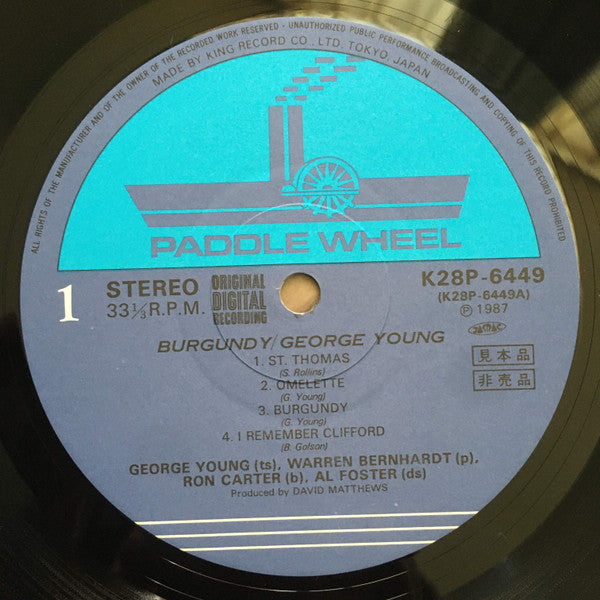 ALL RIGHTS OF THE MANUFACTURER AND OF THE OWNER OF THE RECORDED WORK RESERVED · UNAUTHORIZED PUBLIC PERFORMANCE BROADCASTING AND COPYING OF THIS RECORD PROHIBITED
MADE BY KING RECORD CO., LTD. TOKYO, JAPAN
PADDLE WHEEL
1
STEREO
33 1/3 R.P.M.
ORIGINAL
DIGITAL
RECORDING
K28P-6449
(K28P-6449A)
Ⓟ 1987
JASRAC
BURGUNDY/GEORGE YOUNG
1. ST. THOMAS
(S. Rollins)
2. OMELETTE
(G. Young)
3. BURGUNDY
(G. Young)
4. I REMEMBER CLIFFORD
(B. Golson)
見本品
非売品
GEORGE YOUNG (ts), WARREN BERNHARDT (p),
RON CARTER (b), AL FOSTER (ds)
Produced by DAVID MATTHEWS